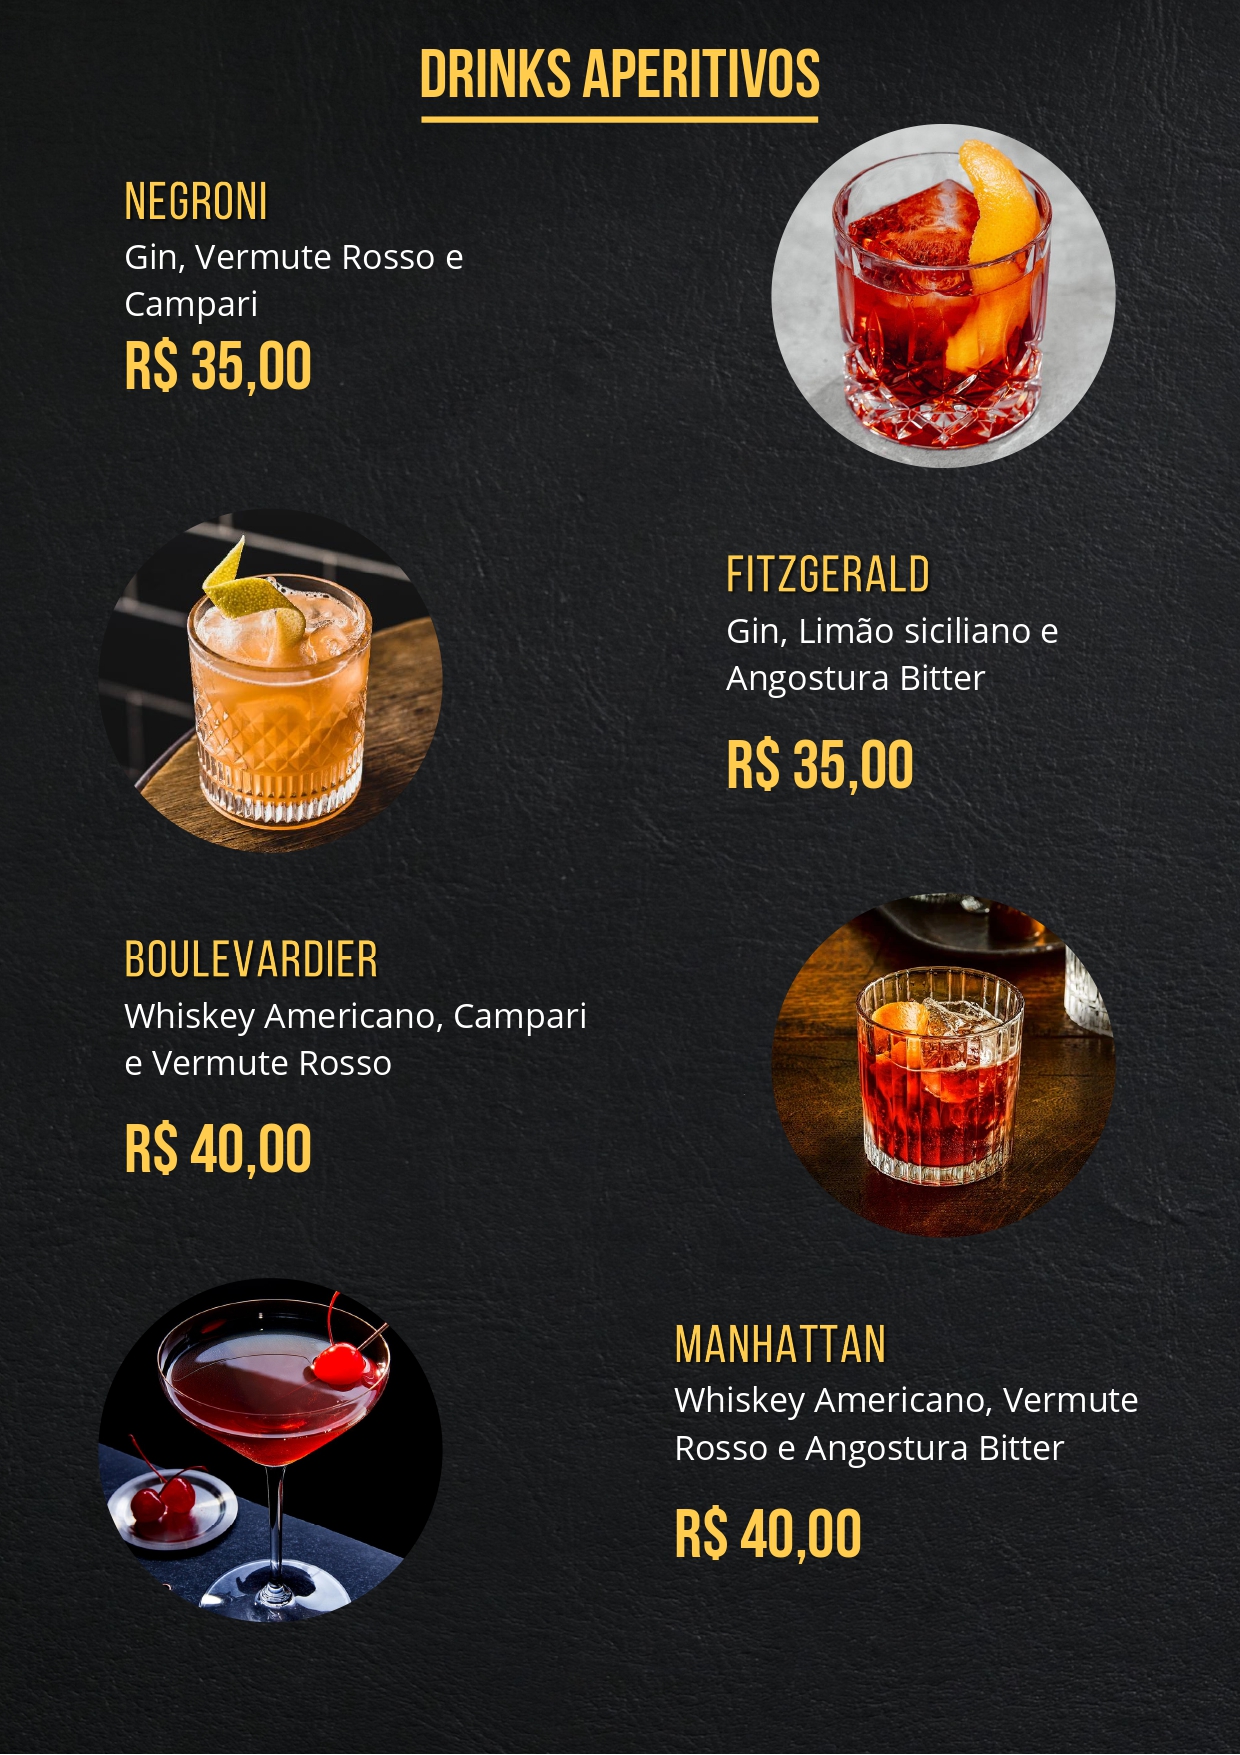 DRINKS APERITIVOS
NEGRONI
Gin, Vermute Rosso e
Campari
R$ 35,00
FITZGERALD
Gin, Limão siciliano e
Angostura Bitter
R$ 35,00
BOULEVARDIER
Whiskey Americano, Campari
e Vermute Rosso
R$ 40,00
MANHATTAN
Whiskey Americano, Vermute
Rosso e Angostura Bitter
R$ 40,00